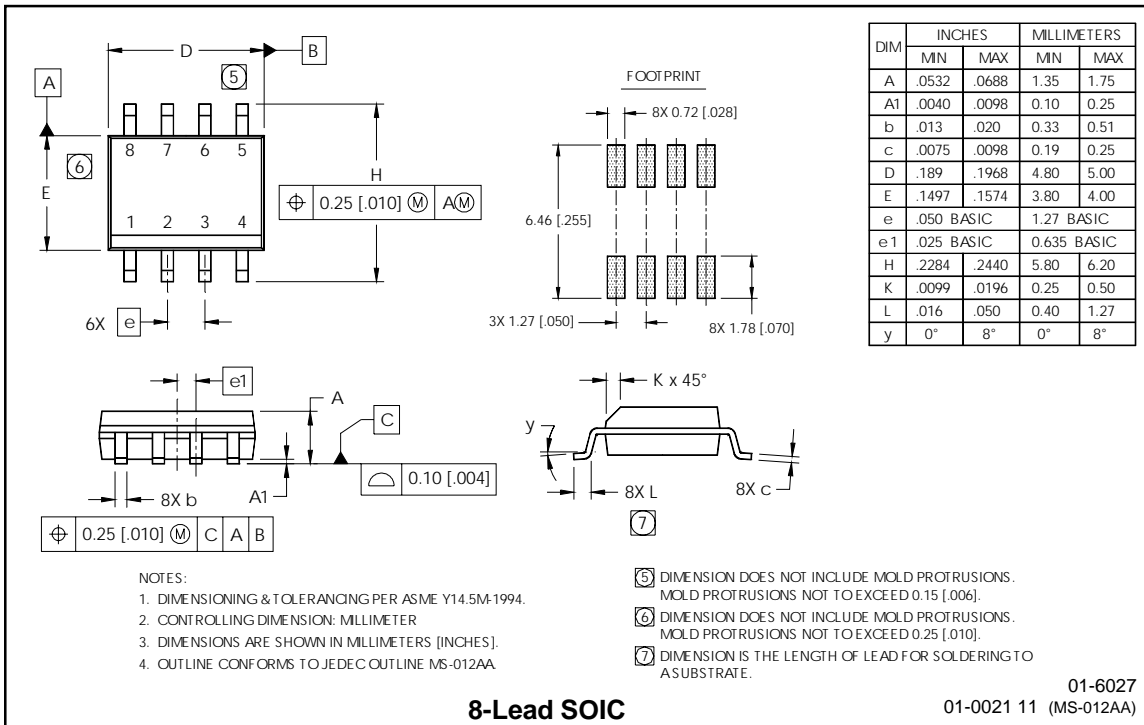 D
B
5
A
8 7 6 5
6
E
H
⌖ 0.25 [.010] Ⓜ AⓂ
1 2 3 4
6X e
FOOTPRINT
8X 0.72 [.028]
6.46 [.255]
3X 1.27 [.050]
8X 1.78 [.070]
DIM INCHES MILLIMETERS
MIN MAX MIN MAX
A .0532 .0688 1.35 1.75
A1 .0040 .0098 0.10 0.25
b .013 .020 0.33 0.51
c .0075 .0098 0.19 0.25
D .189 .1968 4.80 5.00
E .1497 .1574 3.80 4.00
e .050 BASIC 1.27 BASIC
e1 .025 BASIC 0.635 BASIC
H .2284 .2440 5.80 6.20
K .0099 .0196 0.25 0.50
L .016 .050 0.40 1.27
y 0° 8° 0° 8°
e1
A
C
⌓ 0.10 [.004]
8X b
A1
⌖ 0.25 [.010] Ⓜ C A B
K x 45°
y
8X L
7
8X c
NOTES:
1. DIMENSIONING & TOLERANCING PER ASME Y14.5M-1994.
2. CONTROLLING DIMENSION: MILLIMETER
3. DIMENSIONS ARE SHOWN IN MILLIMETERS [INCHES].
4. OUTLINE CONFORMS TO JEDEC OUTLINE MS-012AA.
5 DIMENSION DOES NOT INCLUDE MOLD PROTRUSIONS.
MOLD PROTRUSIONS NOT TO EXCEED 0.15 [.006].
6 DIMENSION DOES NOT INCLUDE MOLD PROTRUSIONS.
MOLD PROTRUSIONS NOT TO EXCEED 0.25 [.010].
7 DIMENSION IS THE LENGTH OF LEAD FOR SOLDERING TO
A SUBSTRATE.
8-Lead SOIC
01-6027
01-0021 11 (MS-012AA)